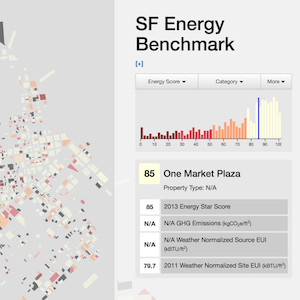 SF Energy
Benchmark
[+]
Energy Score Category More
0 10 20 30 40 50 60 70 80 90 100
85 One Market Plaza
Property Type: N/A
85 2013 Energy Star Score
N/A N/A GHG Emissions (kgCO₂e/ft²)
N/A N/A Weather Normalized Source EUI
(kBTU/ft²)
79.7 2011 Weather Normalized Site EUI (kBTU/ft²)